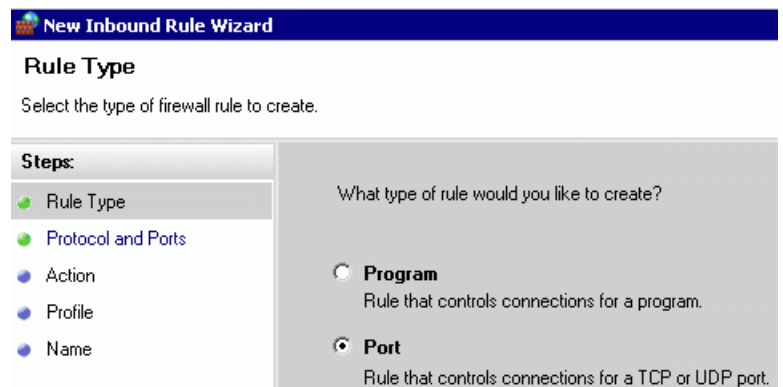 New Inbound Rule Wizard
Rule Type
Select the type of firewall rule to create.
Steps:
Rule Type
Protocol and Ports
Action
Profile
Name
What type of rule would you like to create?
Program
Rule that controls connections for a program.
Port
Rule that controls connections for a TCP or UDP port.